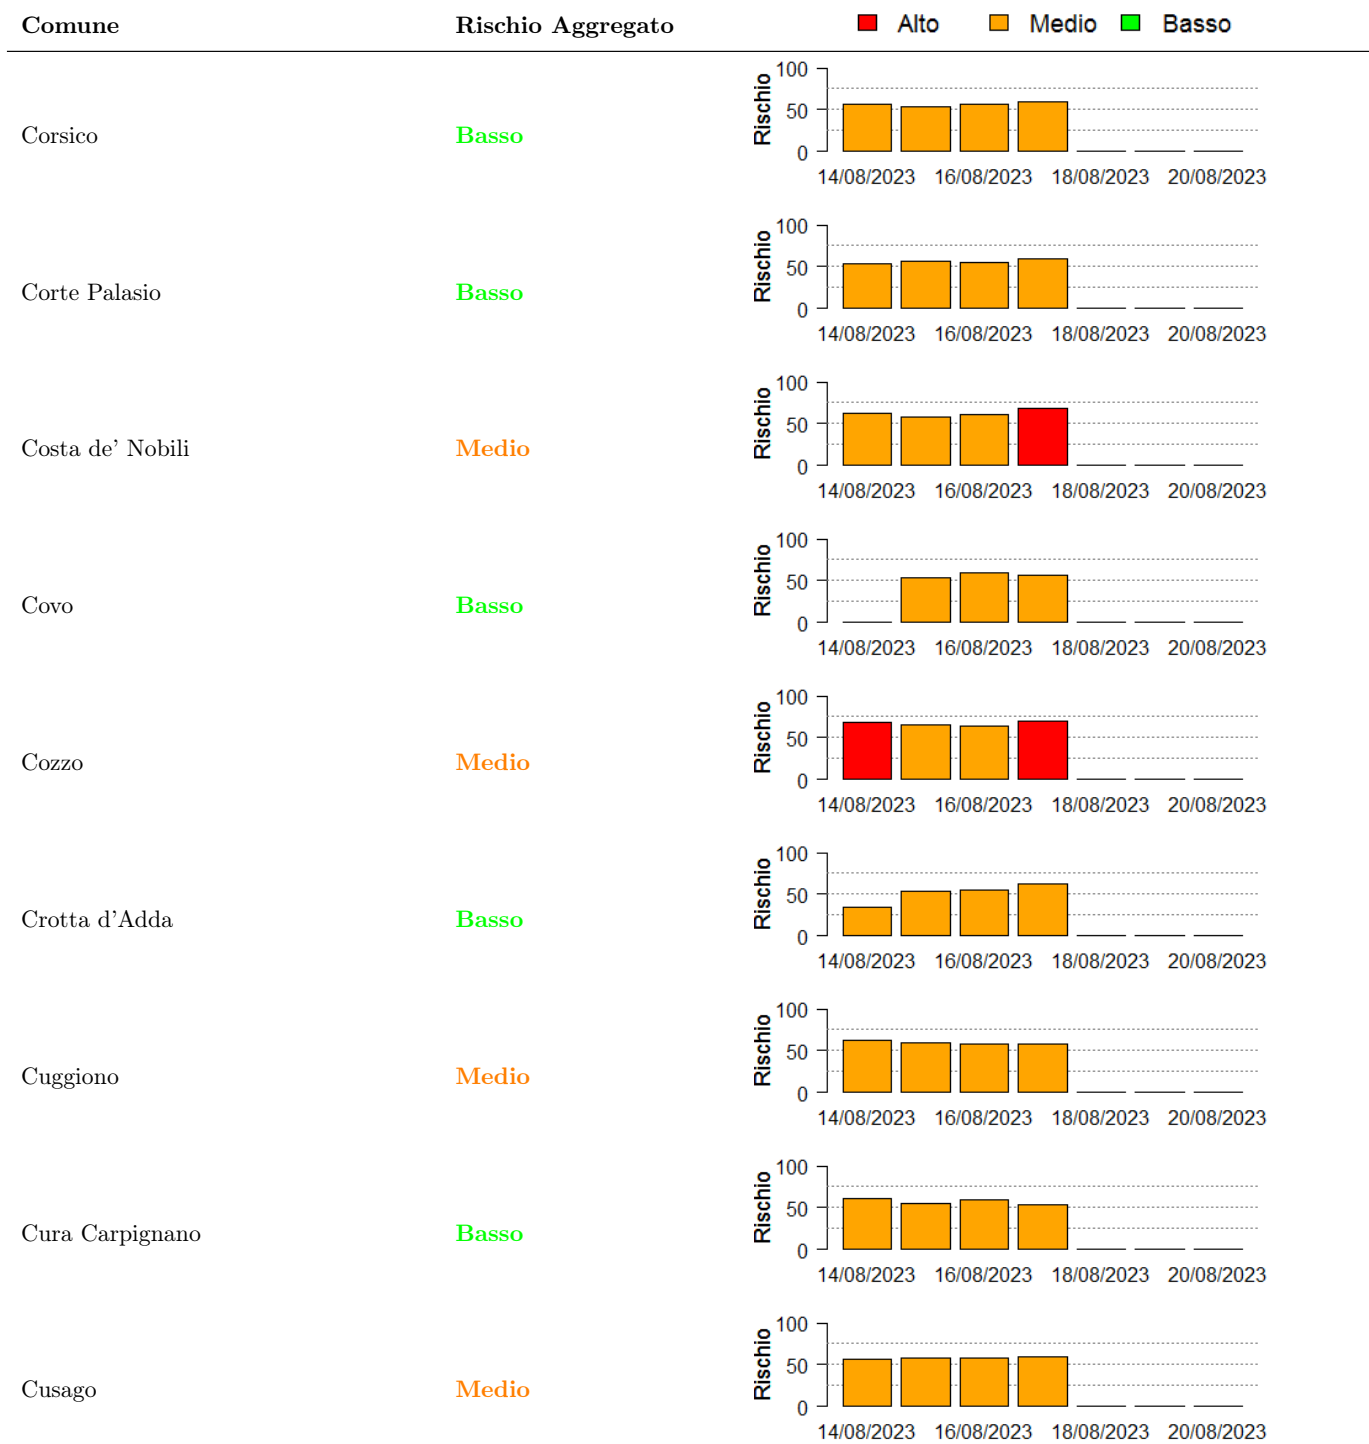 Comune Rischio Aggregato Alto Medio Basso
100
Rischio
50
Corsico Basso
0
14/08/2023 16/08/2023 18/08/2023 20/08/2023
100
Rischio
50
Corte Palasio Basso
0
14/08/2023 16/08/2023 18/08/2023 20/08/2023
100
Rischio
50
Costa de' Nobili Medio
0
14/08/2023 16/08/2023 18/08/2023 20/08/2023
100
Rischio
50
Covo Basso
0
14/08/2023 16/08/2023 18/08/2023 20/08/2023
100
Rischio
50
Cozzo Medio
0
14/08/2023 16/08/2023 18/08/2023 20/08/2023
100
Rischio
50
Crotta d'Adda Basso
0
14/08/2023 16/08/2023 18/08/2023 20/08/2023
100
Rischio
50
Cuggiono Medio
0
14/08/2023 16/08/2023 18/08/2023 20/08/2023
100
Rischio
50
Cura Carpignano Basso
0
14/08/2023 16/08/2023 18/08/2023 20/08/2023
100
Rischio
50
Cusago Medio
0
14/08/2023 16/08/2023 18/08/2023 20/08/2023